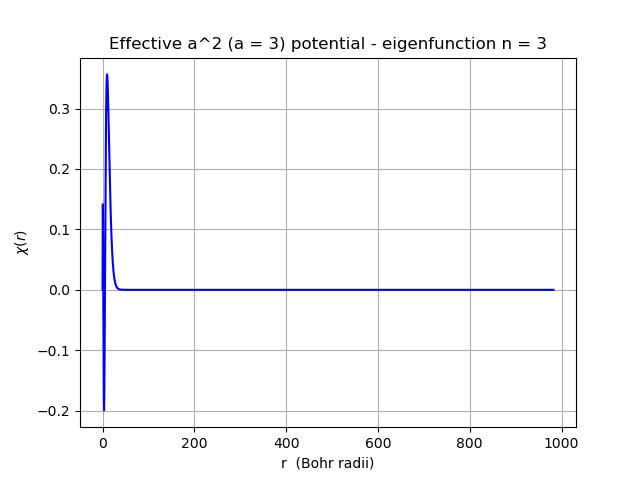 Effective a^2 (a = 3) potential - eigenfunction n = 3
χ(r)
0.3
0.2
0.1
0.0
−0.1
−0.2
0 200 400 600 800 1000
r (Bohr radii)